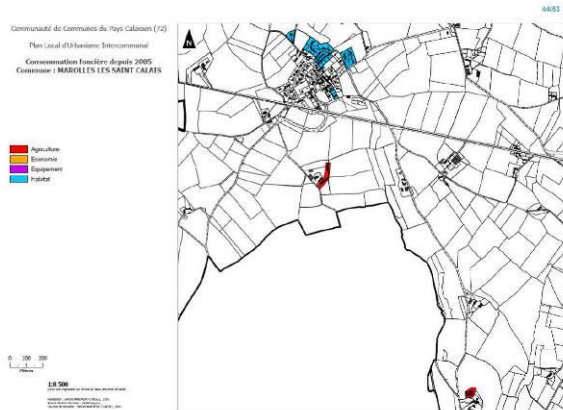 44/83
Communauté de Communes du Pays Calaisien (72)
Plan Local d'Urbanisme Intercommunal
Consommation foncière depuis 2005
Commune : MAROLLES LES SAINT CALAIS
N
Agriculture
Economie
Equipement
Habitat
0 100 200
Mètres
1:8 500